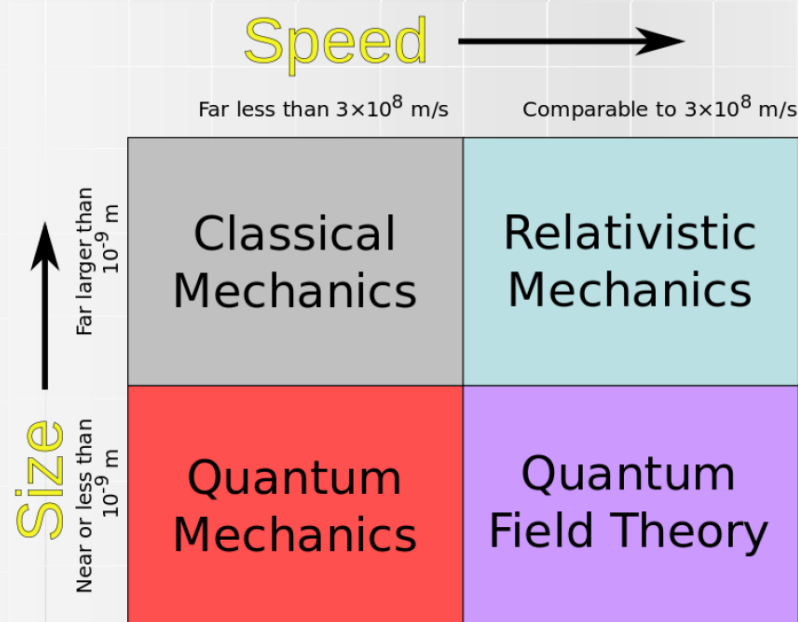 Speed
Far less than 3×10⁸ m/s
Comparable to 3×10⁸ m/s
Size
Far larger than
10⁻⁹ m
Classical
Mechanics
Relativistic
Mechanics
Near or less than
10⁻⁹ m
Quantum
Mechanics
Quantum
Field Theory